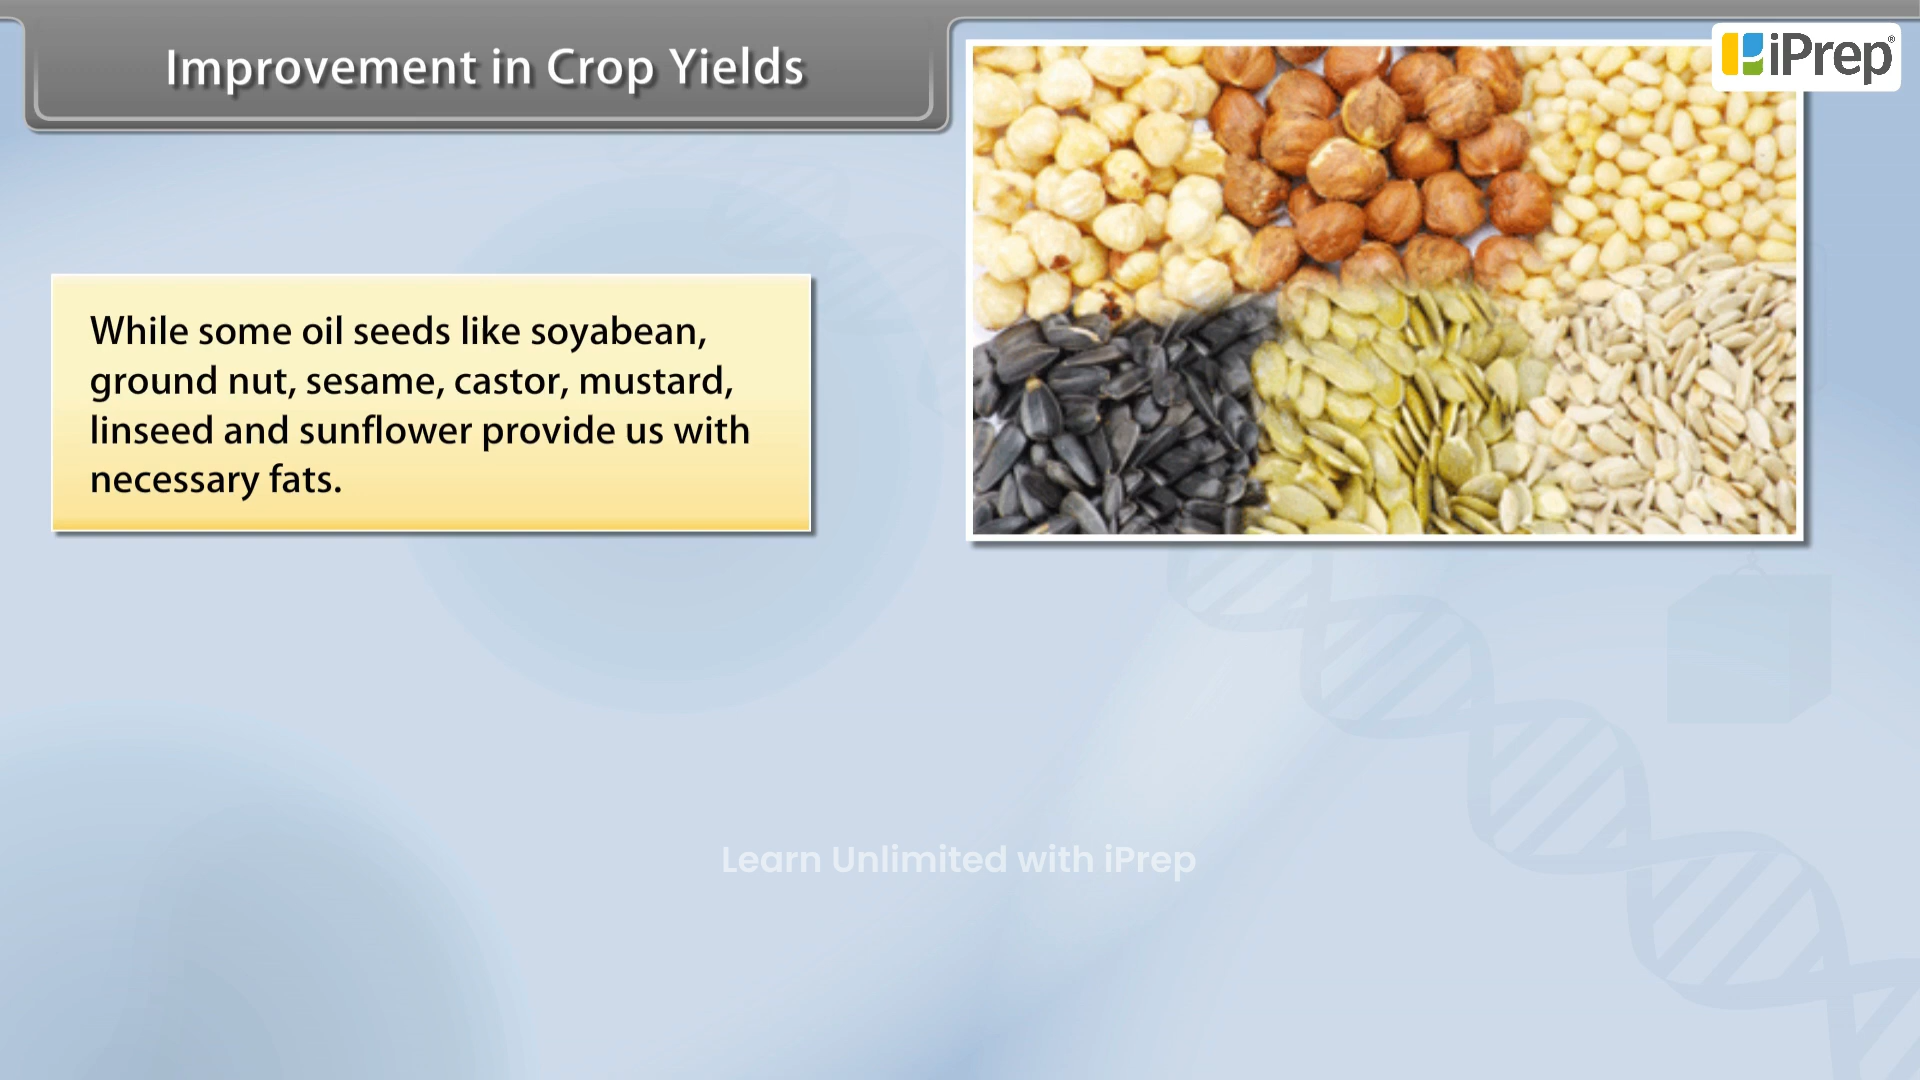 Improvement in Crop Yields
iPrep®
While some oil seeds like soyabean,
ground nut, sesame, castor, mustard,
linseed and sunflower provide us with
necessary fats.
Learn Unlimited with iPrep